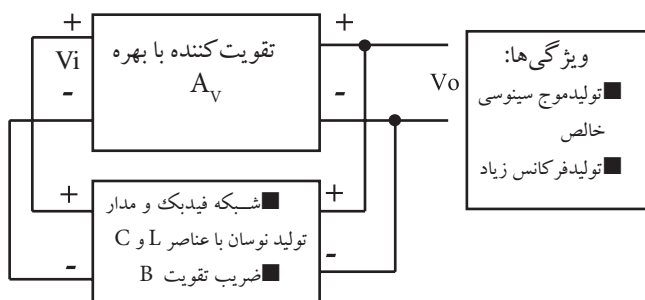 +
Vi
-
تقویت‌کننده با بهره
A_V
+
-
Vo
ویژگی‌ها:
■ تولیدموج سینوسی
خالص
■ تولیدفرکانس زیاد
+
-
■ شبکه فیدبک و مدار
تولید نوسان با عناصر L و C
■ ضریب تقویت B
+
-